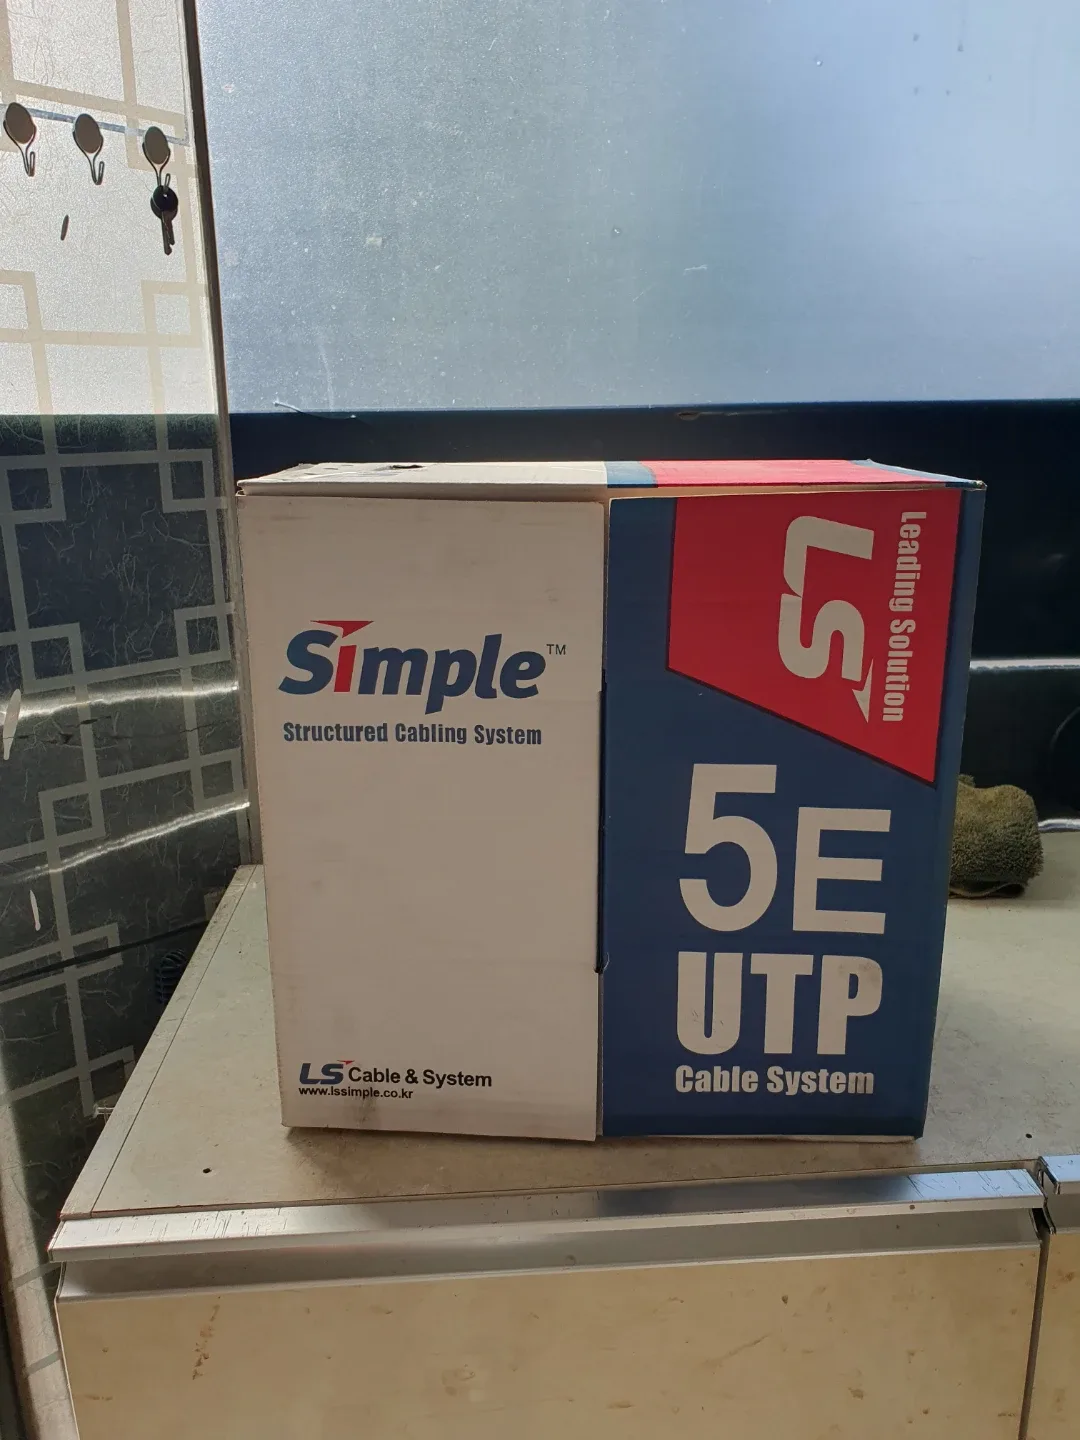 Simple™
Structured Cabling System
LS Cable & System
www.lssimple.co.kr
LS
Leading Solution
5E
UTP
Cable System